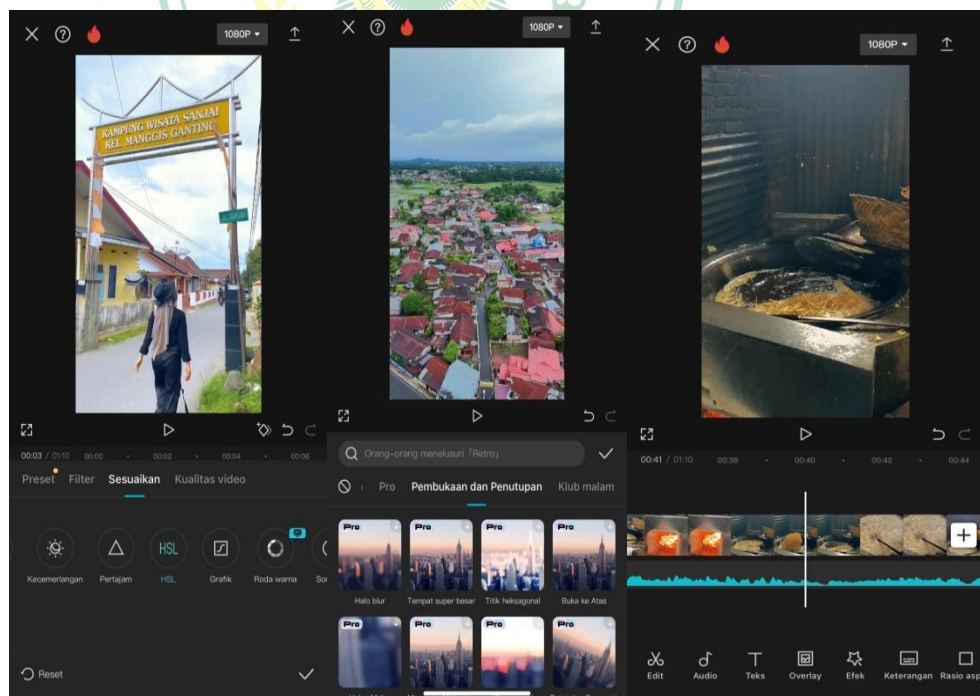 1080P
KAMPUNG WISATA SANJAI
KEL. MANGGIS GANTING
00:03 / 01:10 00:00 00:02 00:04 00:06
Preset Filter Sesuaikan Kualitas video
Kecemerlangan Pertajam HSL Grafik Roda warna
Reset
1080P
Orang-orang menelusuri「Retro」
Pro Pembukaan dan Penutupan Klub malam
Pro Pro Pro Pro
Halo blur Tempat super besar Titik heksagonal Buka ke Atas
Pro Pro Pro Pro
1080P
00:41 / 01:10 00:38 00:40 00:42 00:44
Edit Audio Teks Overlay Efek Keterangan Rasio